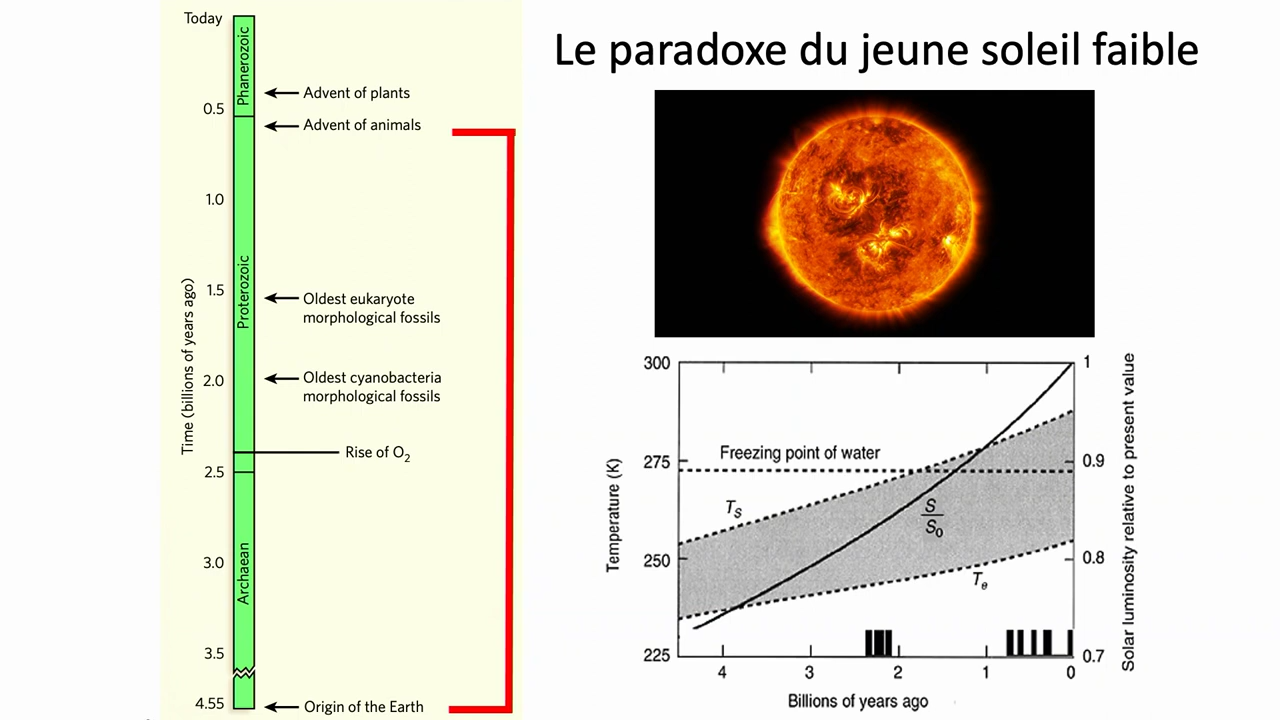 Le paradoxe du jeune soleil faible
Today
0.5
1.0
1.5
2.0
2.5
3.0
3.5
4.55
Time (billions of years ago)
Phanerozoic
Proterozoic
Archaean
Advent of plants
Advent of animals
Oldest eukaryote
morphological fossils
Oldest cyanobacteria
morphological fossils
Rise of O₂
Origin of the Earth
300
275
250
225
Temperature (K)
Freezing point of water
Tₛ
S
S₀
Tₑ
1
0.9
0.8
0.7
Solar luminosity relative to present value
4
3
2
1
0
Billions of years ago